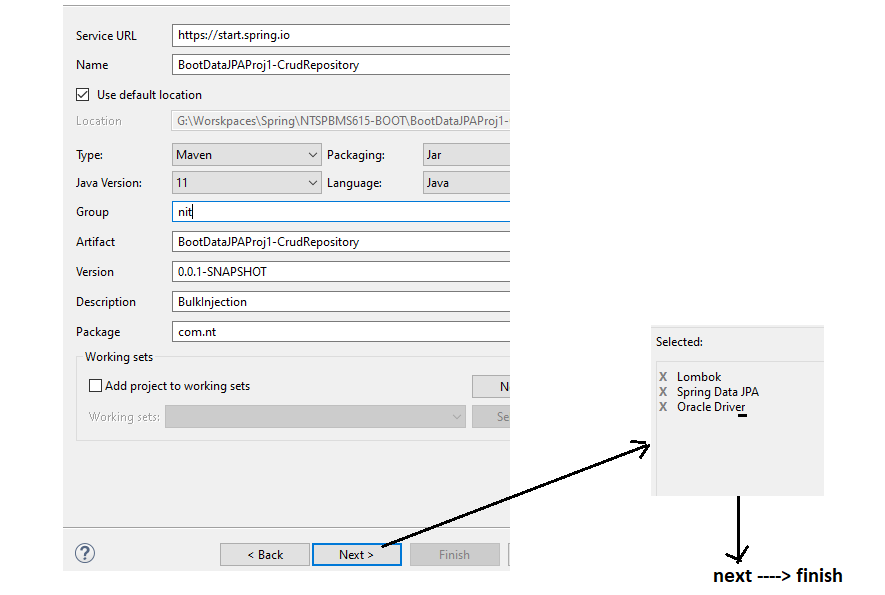 Service URL https://start.spring.io
Name BootDataJPAProj1-CrudRepository
Use default location
Location G:\Worskpaces\Spring\NTSPBMS615-BOOT\BootDataJPAProj1-
Type: Maven Packaging: Jar
Java Version: 11 Language: Java
Group nit
Artifact BootDataJPAProj1-CrudRepository
Version 0.0.1-SNAPSHOT
Description BulkInjection
Package com.nt
Working sets
Add project to working sets N
Working sets: Se
? < Back Next > Finish
Selected:
X Lombok
X Spring Data JPA
X Oracle Driver
next ----> finish